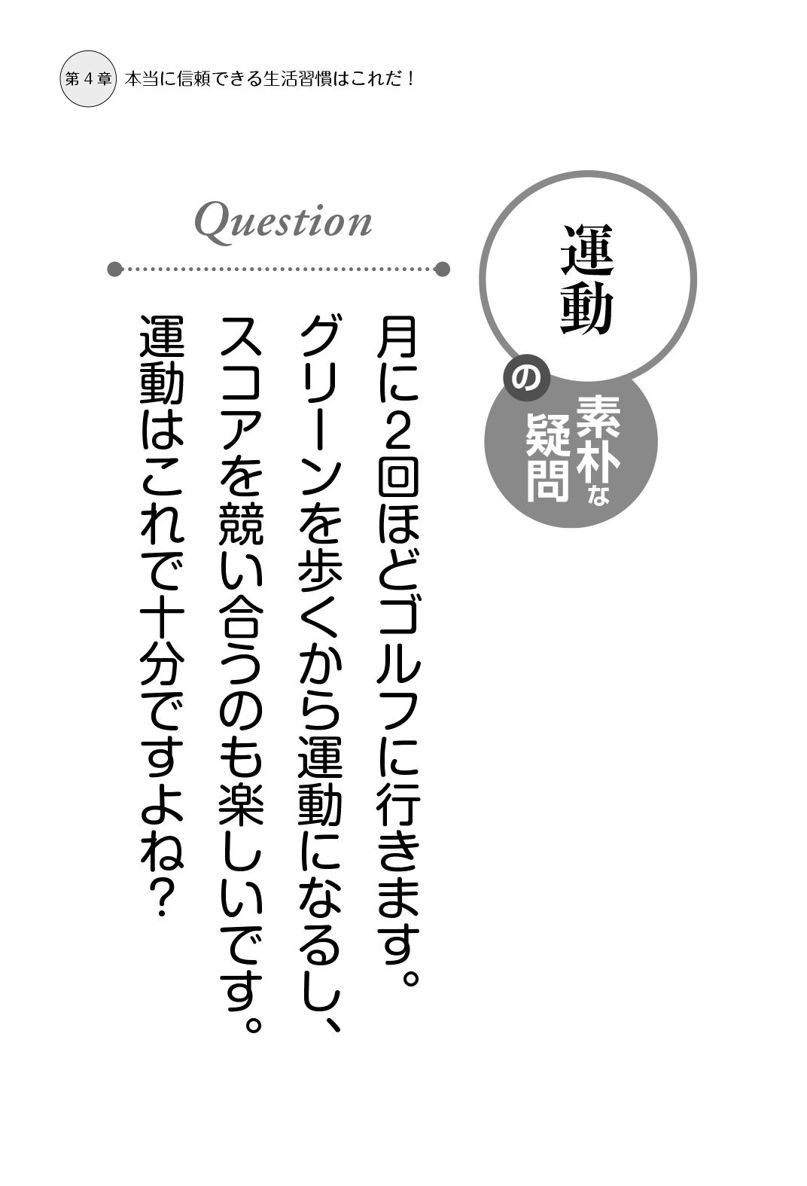 第4章 本当に信頼できる生活習慣はこれだ！
運動
の
素朴な
疑問
Question
月に2回ほどゴルフに行きます。
グリーンを歩くから運動になるし、
スコアを競い合うのも楽しいです。
運動はこれで十分ですよね？